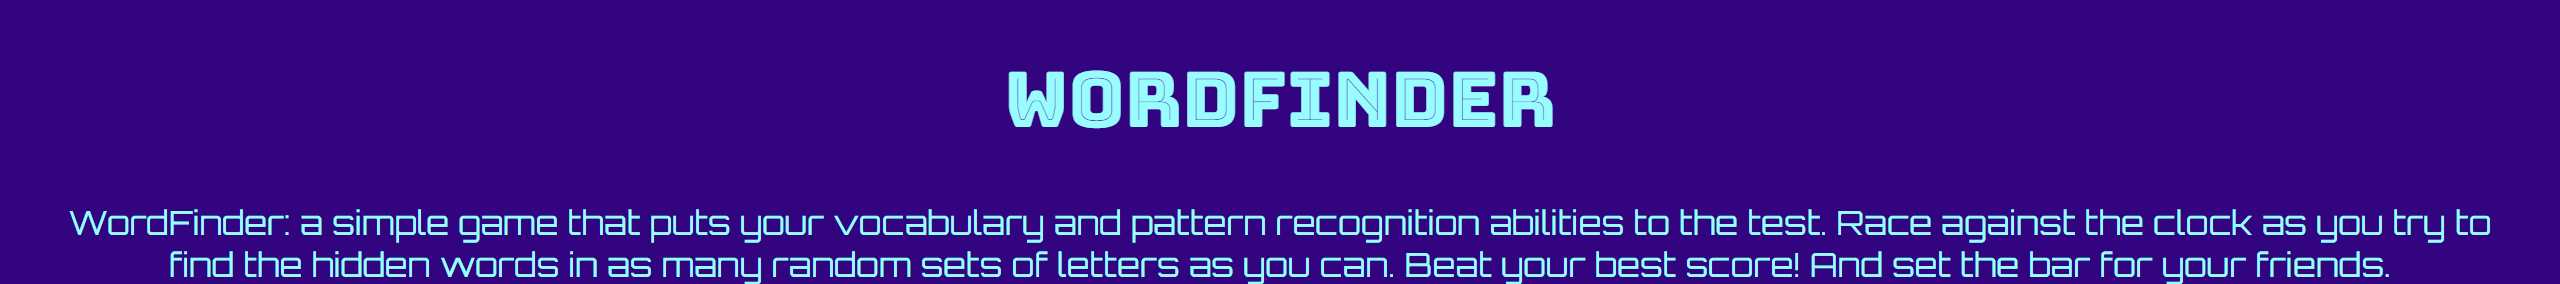 WORDFINDER
WordFinder: a simple game that puts your vocabulary and pattern recognition abilities to the test. Race against the clock as you try to
find the hidden words in as many random sets of letters as you can. Beat your best score! And set the bar for your friends.